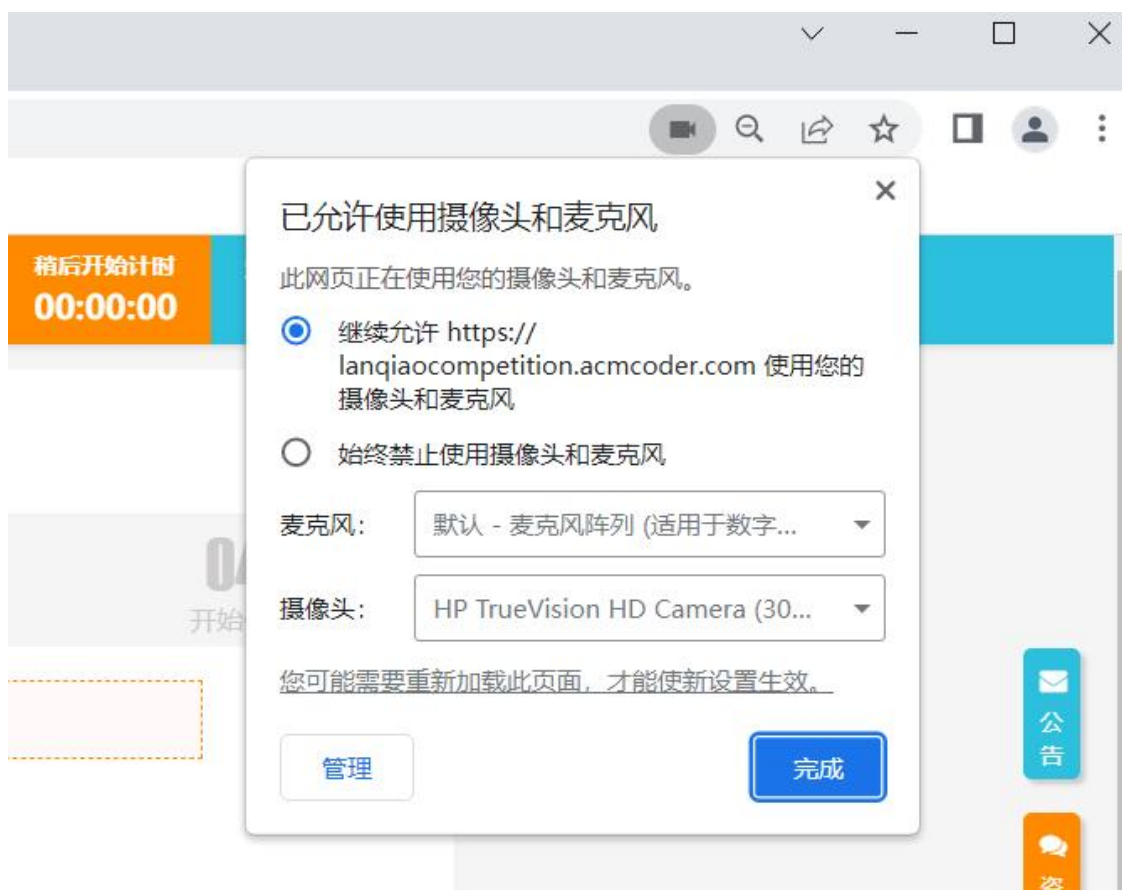 已允许使用摄像头和麦克风
稍后开始计时
00:00:00
此网页正在使用您的摄像头和麦克风。
继续允许 https://
lanqiaocompetition.acmcoder.com 使用您的
摄像头和麦克风
始终禁止使用摄像头和麦克风
麦克风：
默认 - 麦克风阵列 (适用于数字...
开始
摄像头：
HP TrueVision HD Camera (30...
您可能需要重新加载此页面，才能使新设置生效。
管理
完成
公
告